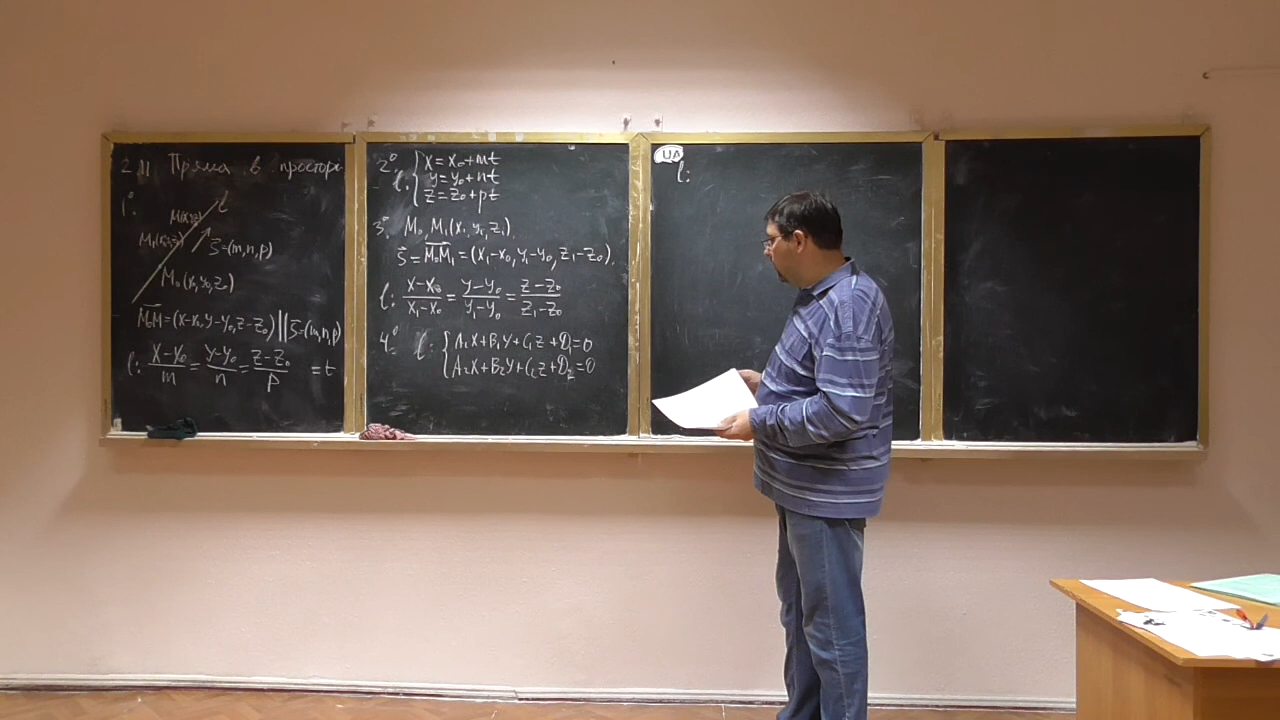 2.11 Пряма в просторі
1°.
M(x,y,z) l
M₁(x₁,y₁,z₁)
s̄=(m,n,p)
M₀(x₀,y₀,z₀)
M₀M=(x-x₀,y-y₀,z-z₀)||s̄=(m,n,p)
l: (x-x₀)/m = (y-y₀)/n = (z-z₀)/p = t
2° l: { x=x₀+mt
y=y₀+nt
z=z₀+pt
3°. M₀, M₁(x₁,y₁,z₁).
s̄=M₀M₁=(x₁-x₀,y₁-y₀,z₁-z₀).
l: (x-x₀)/(x₁-x₀) = (y-y₀)/(y₁-y₀) = (z-z₀)/(z₁-z₀)
4° l: { A₁x+B₁y+C₁z+D₁=0
A₂x+B₂y+C₂z+D₂=0
UA
l: